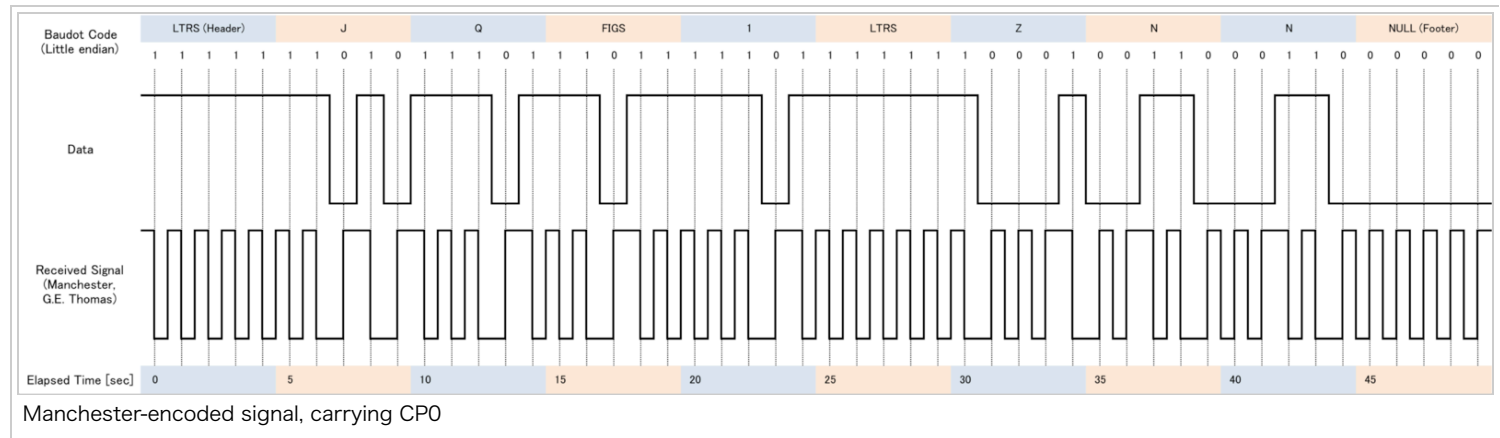 Baudot Code
(Little endian)
LTRS (Header) J Q FIGS 1 LTRS Z N N NULL (Footer)
1 1 1 1 1 1 1 0 1 0 1 1 1 0 1 1 1 0 1 1 1 1 1 0 1 1 1 1 1 1 1 0 0 0 1 0 0 1 1 0 0 0 1 1 0 0 0 0 0 0
Data
Received Signal
(Manchester,
G.E. Thomas)
Elapsed Time [sec] 0 5 10 15 20 25 30 35 40 45
Manchester-encoded signal, carrying CP0